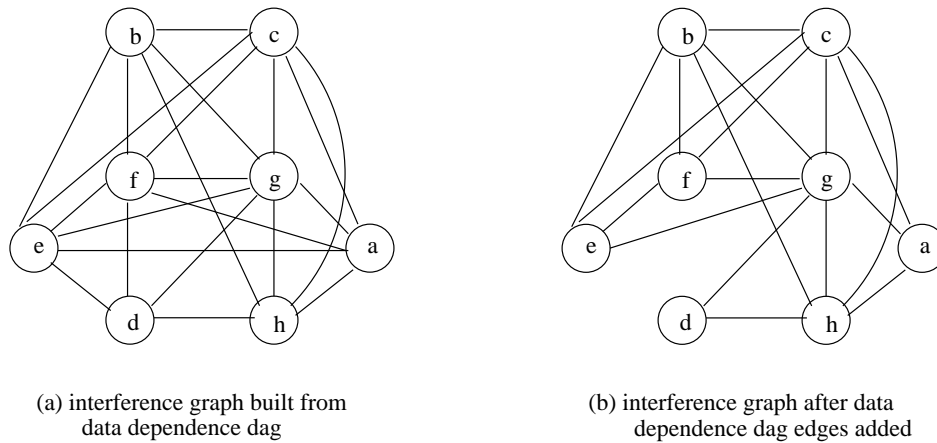 b
c
b
c
f
g
f
g
e
a
e
a
d
h
d
h
(a) interference graph built from
data dependence dag
(b) interference graph after data
dependence dag edges added